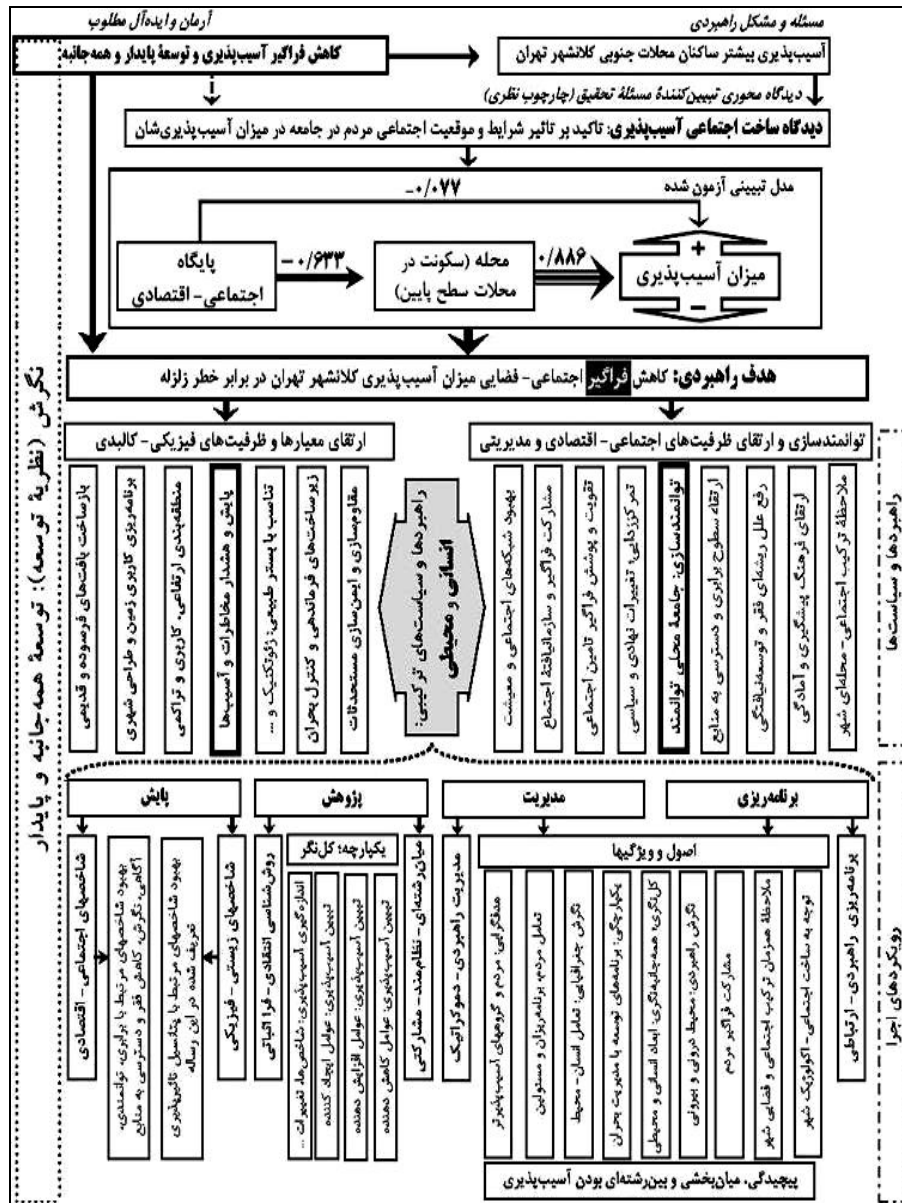 مسئله و مشکل راهبردی
آرمان و ایده‌آل مطلوب
آسیب‌پذیری بیشتر ساکنان محلات جنوبی کلانشهر تهران
کاهش فراگیر آسیب‌پذیری و توسعهٔ پایدار و همه‌جانبه
دیدگاه محوری تبیین‌کنندهٔ مسئلهٔ تحقیق (چارچوب نظری)
دیدگاه ساخت اجتماعی آسیب‌پذیری: تاکید بر تاثیر شرایط و موقعیت اجتماعی مردم در جامعه در میزان آسیب‌پذیری‌شان
مدل تبیینی آزمون شده
-۰/۰۷۷
پایگاه
اجتماعی-اقتصادی
-۰/۶۳۳
محله (سکونت در
محلات سطح پایین)
۰/۸۸۶
+
میزان آسیب‌پذیری
-
هدف راهبردی: کاهش فراگیر اجتماعی-فضایی میزان آسیب‌پذیری کلانشهر تهران در برابر خطر زلزله
توانمندسازی و ارتقای ظرفیت‌های اجتماعی-اقتصادی و مدیریتی
ارتقای معیارها و ظرفیت‌های فیزیکی-کالبدی
راهبردها و سیاست‌ها
ملاحظهٔ ترکیب اجتماعی-محله‌ای شهر
ارتقای فرهنگ پیشگیری و آمادگی
رفع علل ریشه‌ای فقر و توسعه‌نیافتگی
ارتقاء سطوح برابری و دسترسی به منابع
توانمندسازی: جامعهٔ محلی توانمند
تمرکززدایی؛ تغییرات نهادی و سیاسی
تقویت و پوشش فراگیر تامین اجتماعی
مشارکت فراگیر و سازمانیافتهٔ اجتماع
بهبود شبکه‌های اجتماعی و معیشت
راهبردها و سیاست‌های ترکیبی:
انسانی و محیطی
مقاوم‌سازی و ایمن‌سازی مستحدثات
زیرساخت‌های فرماندهی و کنترل بحران
تناسب با بستر طبیعی: ژئوتکنیک و ...
پایش و هشدار مخاطرات و آسیب‌ها
منطقه‌بندی ارتفاعی، کاربری و تراکمی
برنامه‌ریزی کاربری زمین و طراحی شهری
بازساخت بافت‌های فرسوده و قدیمی
نگرش (نظریهٔ توسعه): توسعهٔ همه‌جانبه و پایدار
رویکردهای اجرا
برنامه‌ریزی
مدیریت
پژوهش
پایش
برنامه‌ریزی راهبردی-ارتباطی
اصول و ویژگیها
توجه به ساخت اجتماعی-اکولوژیک شهر
ملاحظهٔ همزمان ترکیب اجتماعی و فضایی شهر
مشارکت فراگیر مردم
نگرش راهبردی: محیط درونی و بیرونی
کل‌نگری؛ همه‌جانبه‌نگری: ابعاد انسانی و محیطی
یکپارچگی: برنامه‌های توسعه با مدیریت بحران
نگرش جغرافیایی: تعامل انسان-محیط
تعامل مردم، برنامه‌ریزان و مسئولین
هدفگرایی: مردم و گروههای آسیب‌پذیرتر
پیچیدگی، میان‌بخشی و بین‌رشته‌ای بودن آسیب‌پذیری
مدیریت راهبردی-دموکراتیک
میان‌رشته‌ای-نظام‌مند-مشارکتی
یکپارچه؛ کل‌نگر
تبیین آسیب‌پذیری: عوامل کاهش دهنده
تبیین آسیب‌پذیری: عوامل افزایش دهنده
تبیین آسیب‌پذیری: عوامل ایجاد کننده
اندازه‌گیری آسیب‌پذیری: شاخص‌ها، تغییرات ...
روش‌شناسی انتقادی-فرا اثباتی
شاخصهای زیستی-فیزیکی
بهبود شاخصهای مرتبط با پتانسیل تاثیرپذیری
تعریف شده در این رساله
بهبود شاخصهای مرتبط با برابری، توانمندی،
آگاهی، نگرش، کاهش فقر و دسترسی به منابع
شاخصهای اجتماعی-اقتصادی